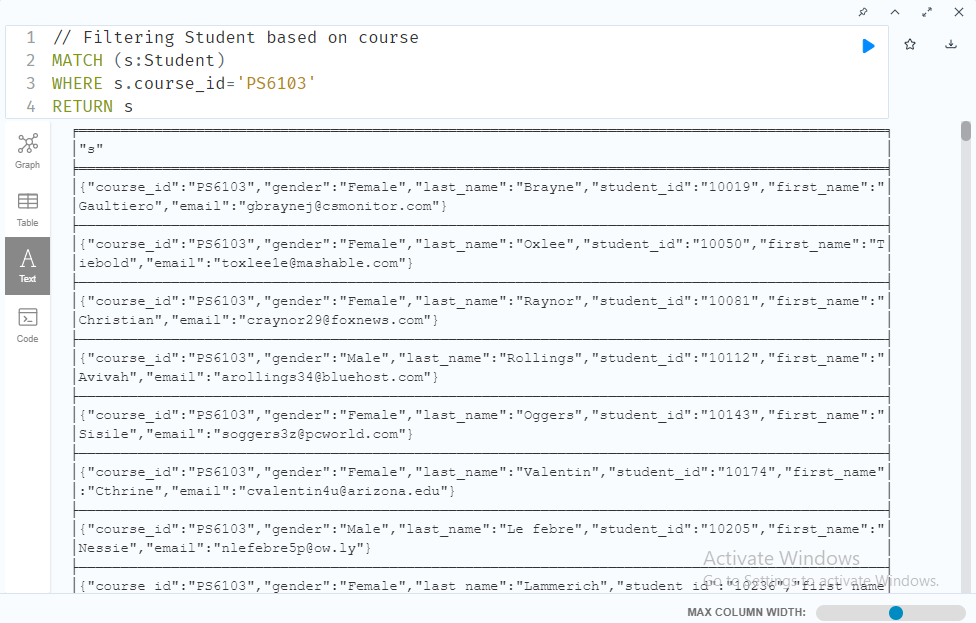 1 // Filtering Student based on course
2 MATCH (s:Student)
3 WHERE s.course_id='PS6103'
4 RETURN s
Graph
Table
Text
Code
"s"
{"course_id":"PS6103","gender":"Female","last_name":"Brayne","student_id":"10019","first_name":"
Gaultiero","email":"gbraynej@csmonitor.com"}
{"course_id":"PS6103","gender":"Female","last_name":"Oxlee","student_id":"10050","first_name":"T
iebold","email":"toxlee1e@mashable.com"}
{"course_id":"PS6103","gender":"Female","last_name":"Raynor","student_id":"10081","first_name":"
Christian","email":"craynor29@foxnews.com"}
{"course_id":"PS6103","gender":"Male","last_name":"Rollings","student_id":"10112","first_name":"
Avivah","email":"arollings34@bluehost.com"}
{"course_id":"PS6103","gender":"Female","last_name":"Oggers","student_id":"10143","first_name":"
Sisile","email":"soggers3z@pcworld.com"}
{"course_id":"PS6103","gender":"Female","last_name":"Valentin","student_id":"10174","first_name"
:"Cthrine","email":"cvalentin4u@arizona.edu"}
{"course_id":"PS6103","gender":"Male","last_name":"Le febre","student_id":"10205","first_name":"
Nessie","email":"nlefebre5p@ow.ly"}
{"course_id":"PS6103","gender":"Female","last_name":"Lammerich","student_id":"10236","first_name
Activate Windows
Go to Settings to activate Windows.
MAX COLUMN WIDTH: